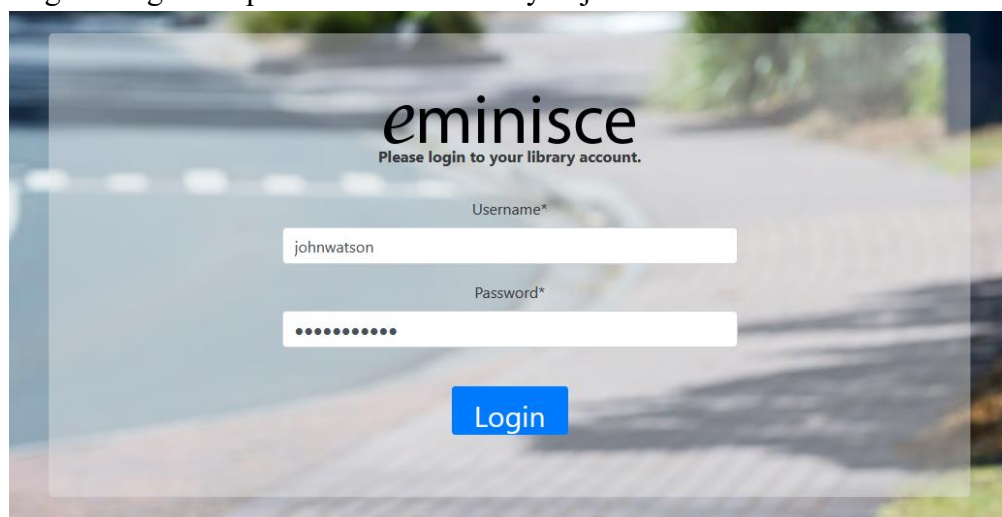 eminisce
Please login to your library account.
Username*
johnwatson
Password*
•••••••••••
Login